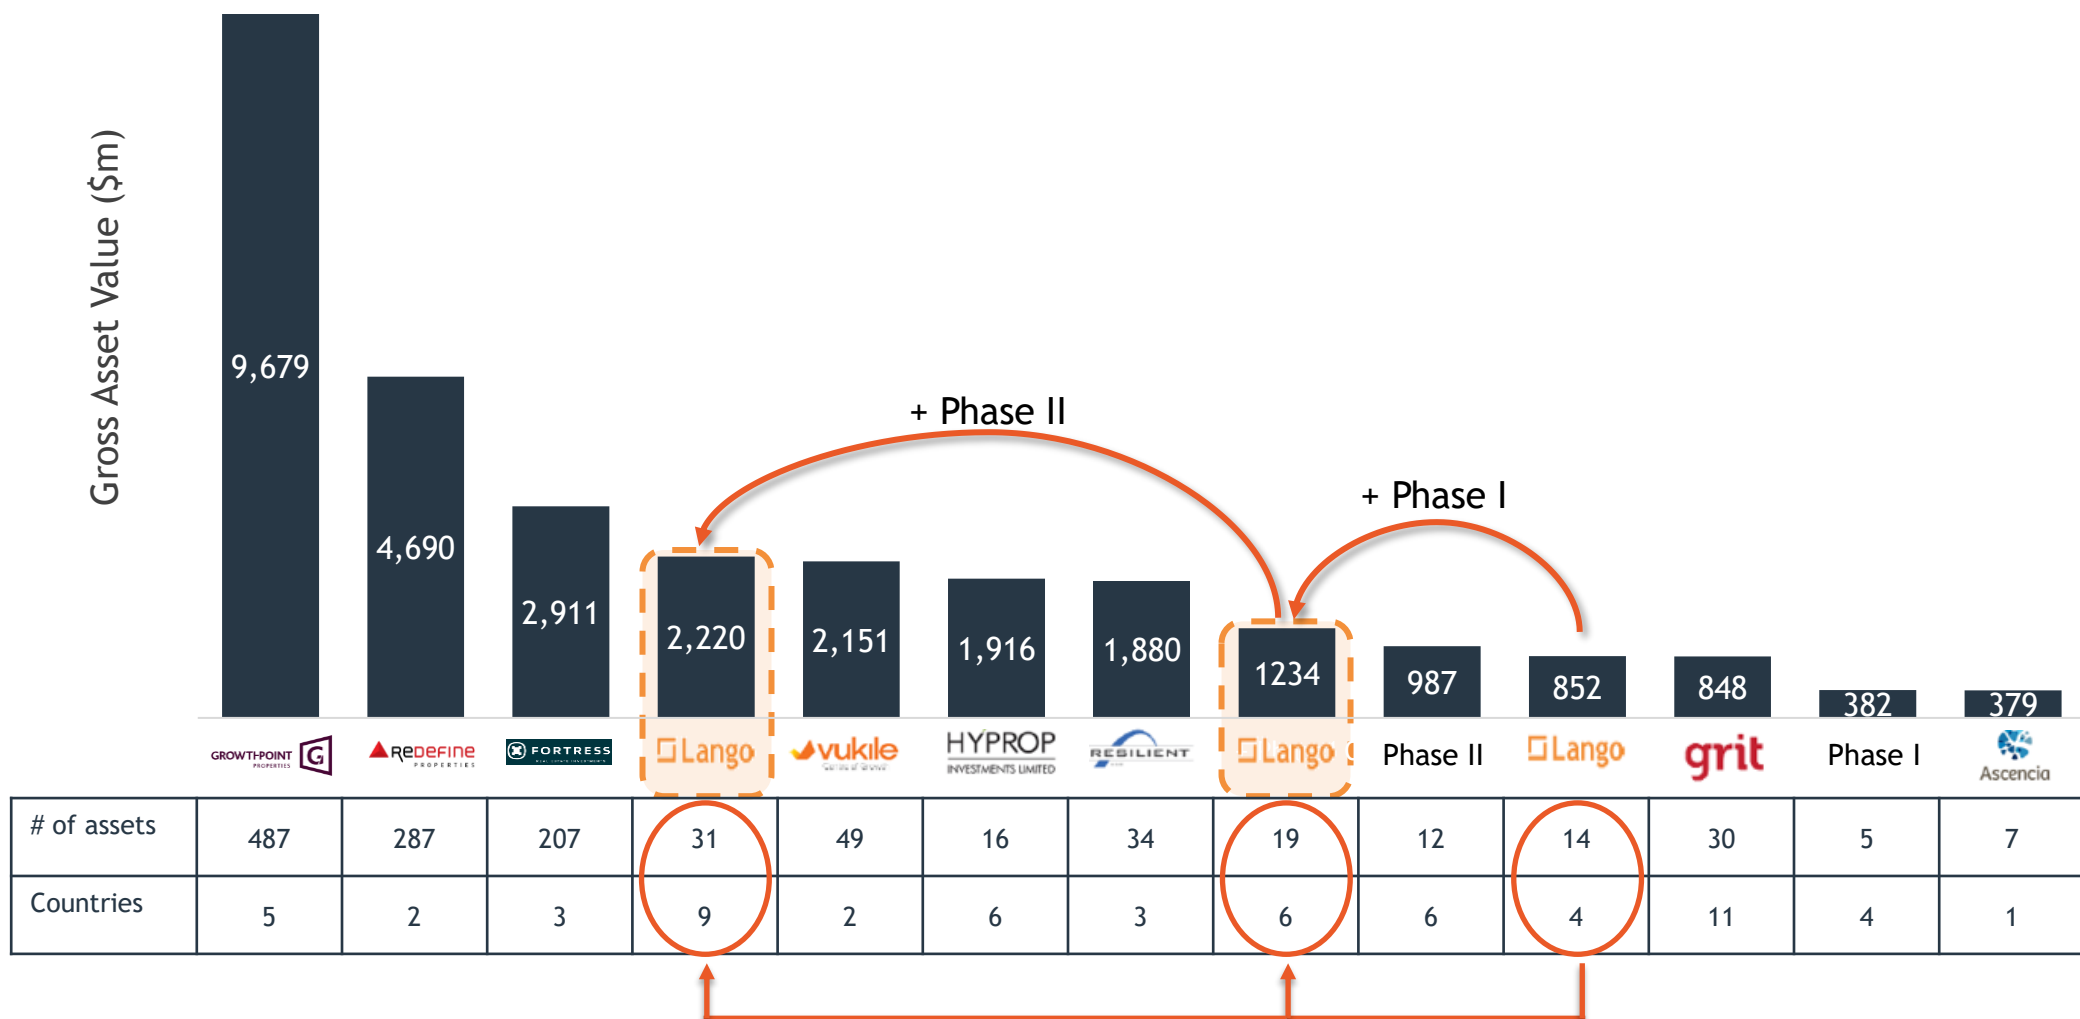 Gross Asset Value ($m)
9,679
4,690
2,911
2,220
2,151
1,916
1,880
1234
987
852
848
382
379
+ Phase II
+ Phase I
GROWTHPOINT
PROPERTIES
G
REDEFINE
PROPERTIES
FORTRESS
Lango
vukile
HYPROP
INVESTMENTS LIMITED
RESILIENT
Lango
Phase II
Lango
grit
Phase I
Ascencia
# of assets 487 287 207 31 49 16 34 19 12 14 30 5 7
Countries 5 2 3 9 2 6 3 6 6 4 11 4 1